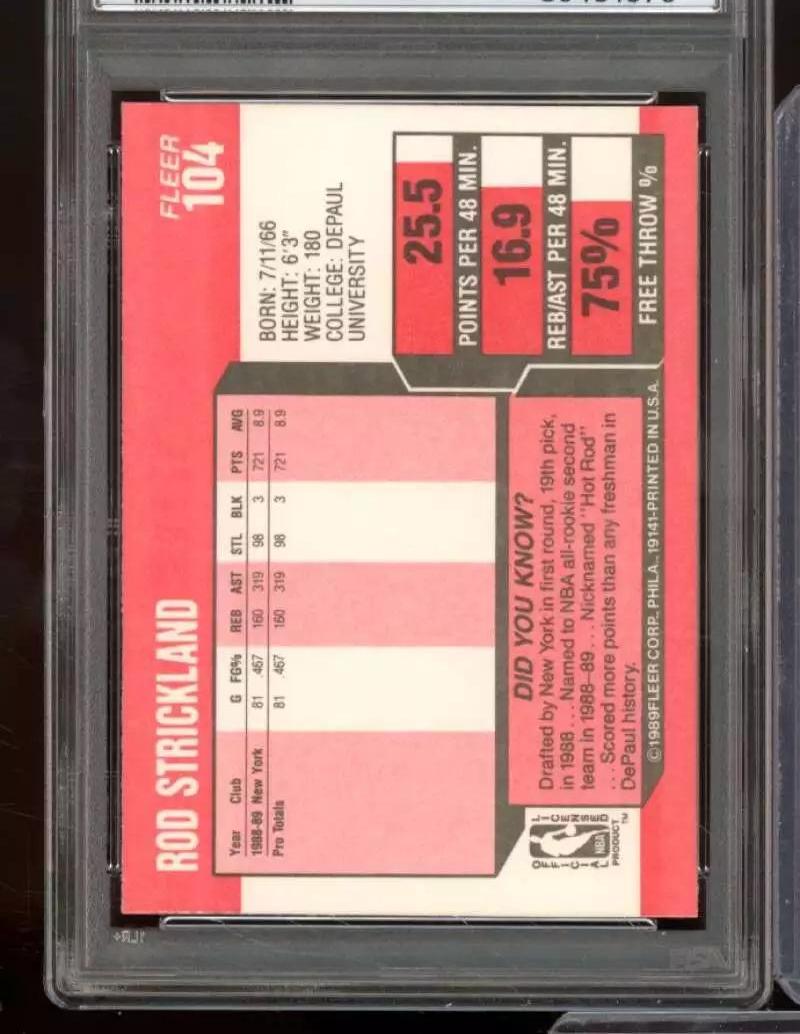 FLEER
104
ROD STRICKLAND
BORN: 7/11/66
HEIGHT: 6'3"
WEIGHT: 180
COLLEGE: DEPAUL
UNIVERSITY
Year Club G FG% REB AST STL BLK PTS AVG
1988-89 New York 81 .467 160 319 98 3 721 8.9
Pro Totals 81 .467 160 319 98 3 721 8.9
25.5
POINTS PER 48 MIN.
16.9
REB/AST PER 48 MIN.
75%
FREE THROW %
DID YOU KNOW?
Drafted by New York in first round, 19th pick,
in 1988 . . . Named to NBA all-rookie second
team in 1988-89 . . . Nicknamed "Hot Rod"
. . . Scored more points than any freshman in
DePaul history.
OFFICIAL LICENSED
NBA
PRODUCT™
©1989 FLEER CORP., PHILA., 19141-PRINTED IN U.S.A.
PSA